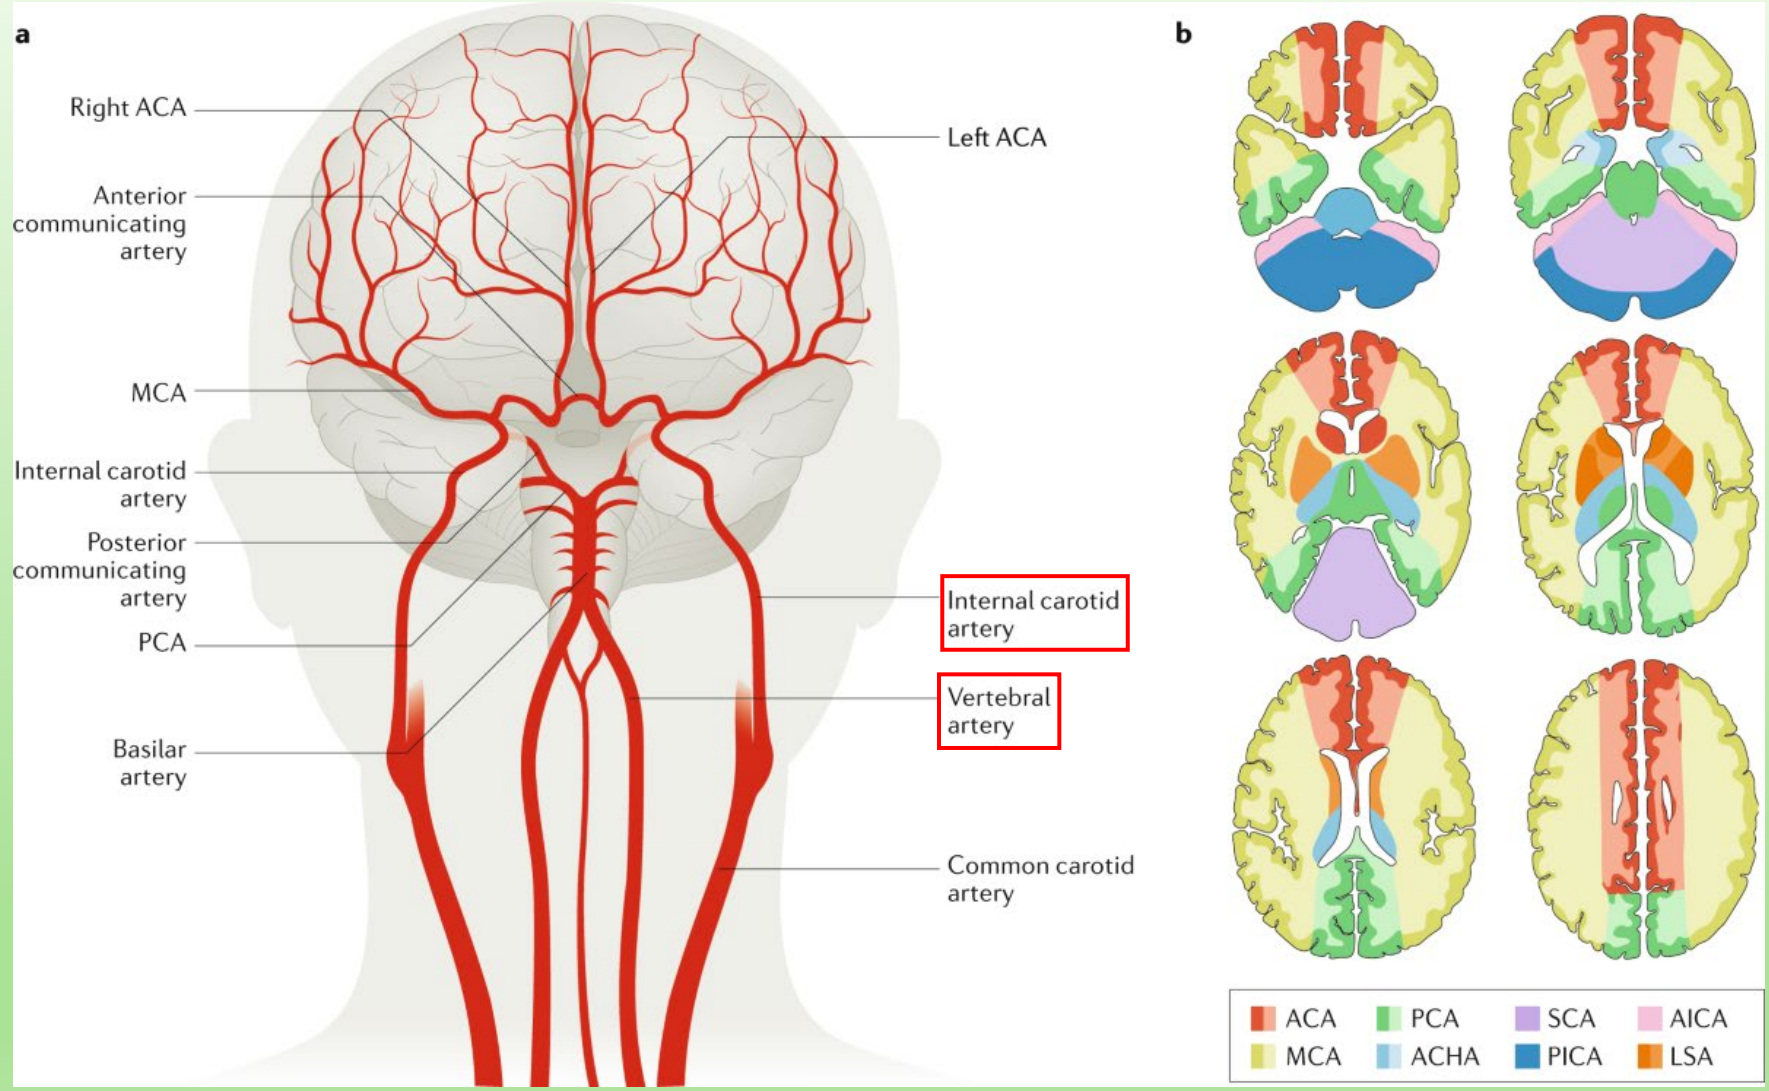 a
Right ACA
Anterior
communicating
artery
MCA
Internal carotid
artery
Posterior
communicating
artery
PCA
Basilar
artery
Left ACA
Internal carotid
artery
Vertebral
artery
Common carotid
artery
b
ACA PCA SCA AICA
MCA ACHA PICA LSA